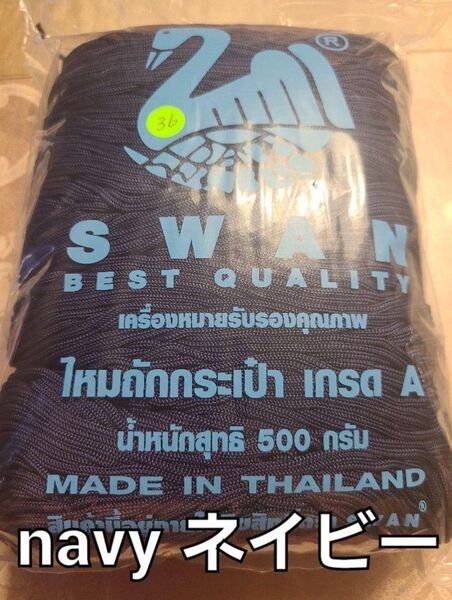 ®
36
SWAN
BEST QUALITY
เครื่องหมายรับรองคุณภาพ
ไหมถักกระเป๋า เกรด A
น้ำหนักสุทธิ 500 กรัม
MADE IN THAILAND
®
navy ネイビー